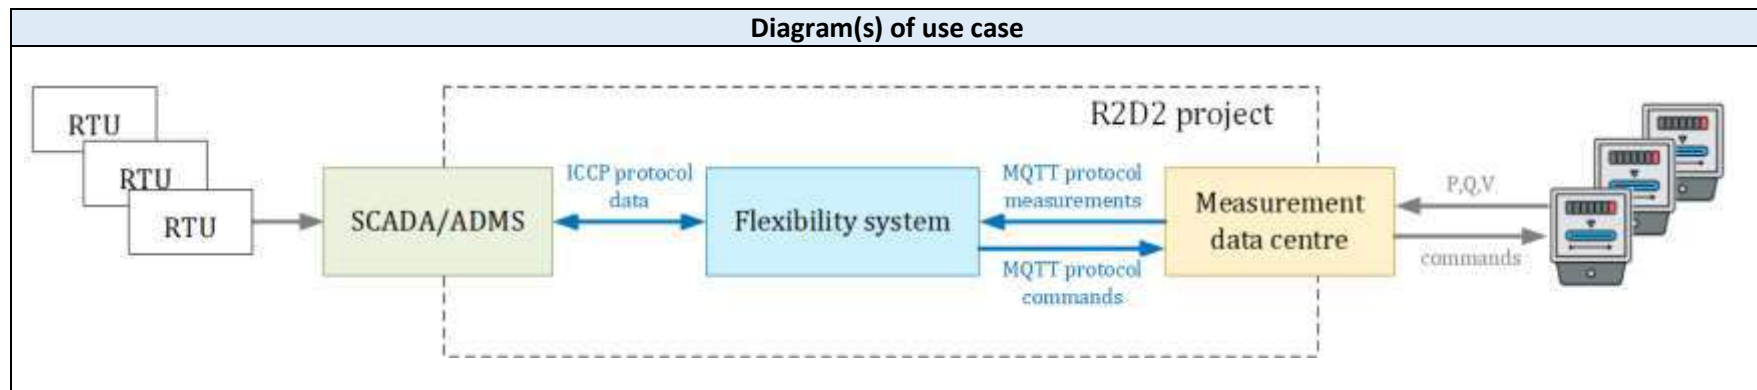 Diagram(s) of use case
R2D2 project
RTU
RTU
RTU
SCADA/ADMS
ICCP protocol
data
Flexibility system
MQTT protocol
measurements
MQTT protocol
commands
Measurement
data centre
P,Q,V
commands